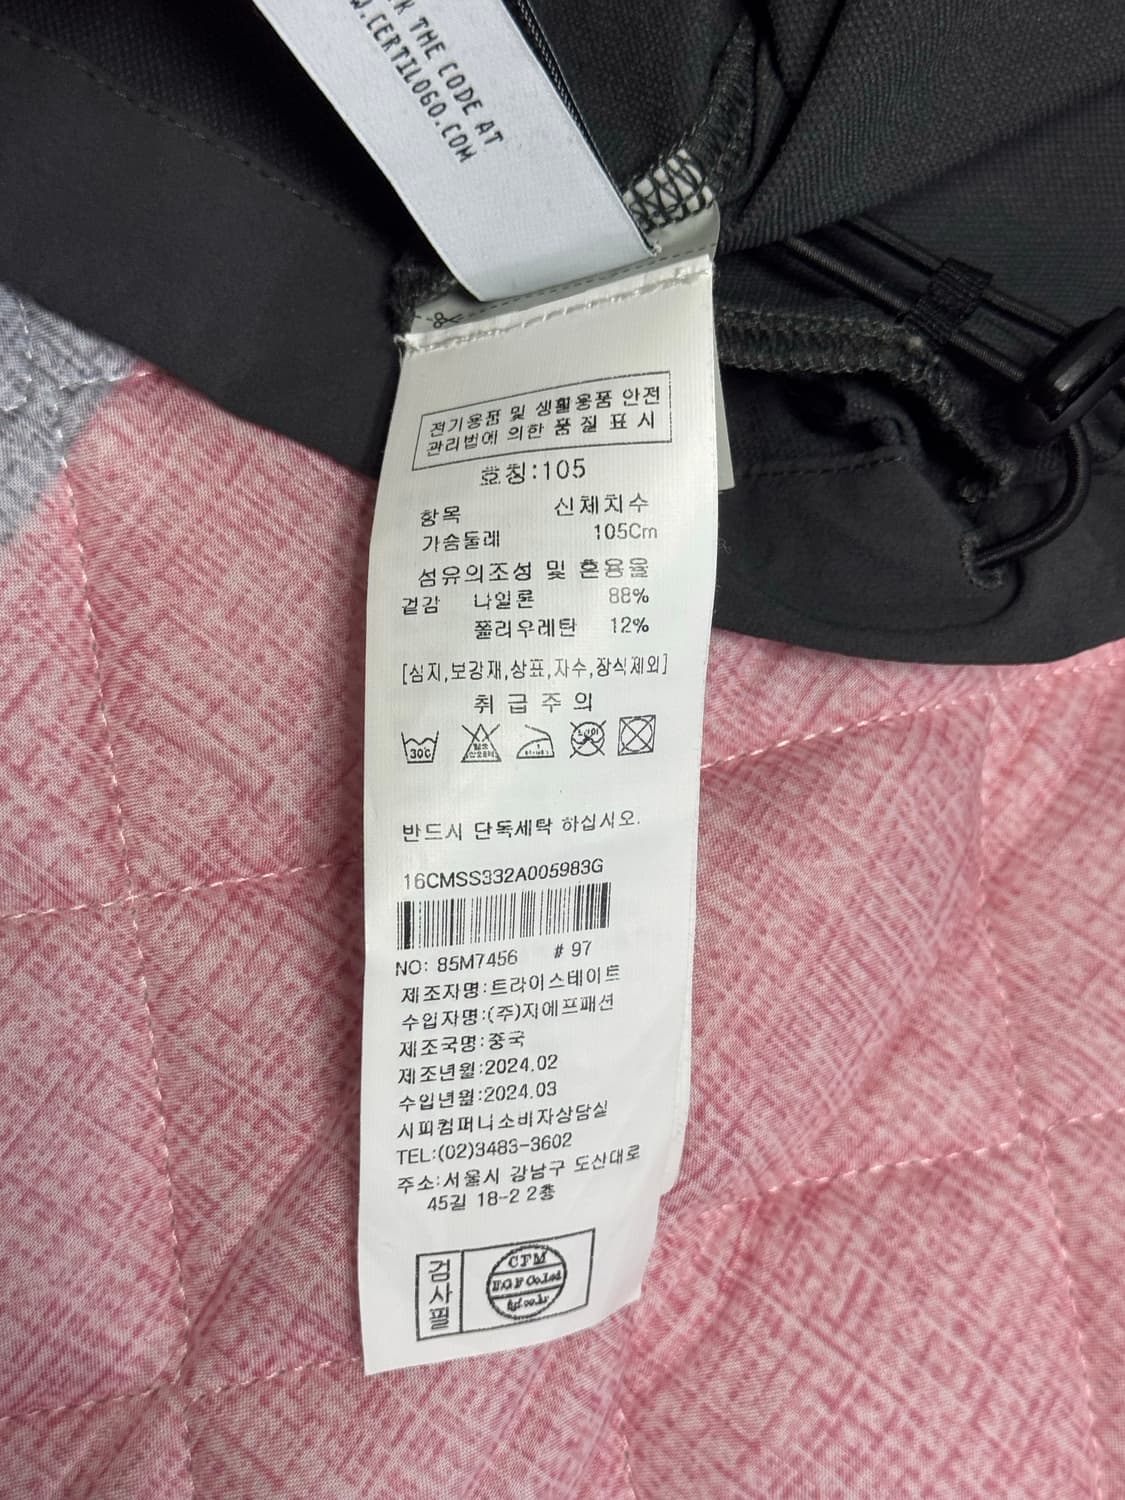 THE CODE AT
.CERTILOGO.COM
전기용품 및 생활용품 안전
관리법에 의한 품질 표시
호칭:105
항목 신체치수
가슴둘레 105Cm
섬유의조성 및 혼용율
겉감 나일론 88%
폴리우레탄 12%
[심지,보강재,상표,자수,장식제외]
취급주의
30℃
반드시 단독세탁 하십시오.
16CMSS332A005983G
NO: 85M7456 # 97
제조자명:트라이스테이트
수입자명:(주)지에프패션
제조국명:중국
제조년월:2024.02
수입년월:2024.03
시피컴퍼니소비자상담실
TEL:(02)3483-3602
주소:서울시 강남구 도산대로
45길 18-2 2층
검사필
CFM